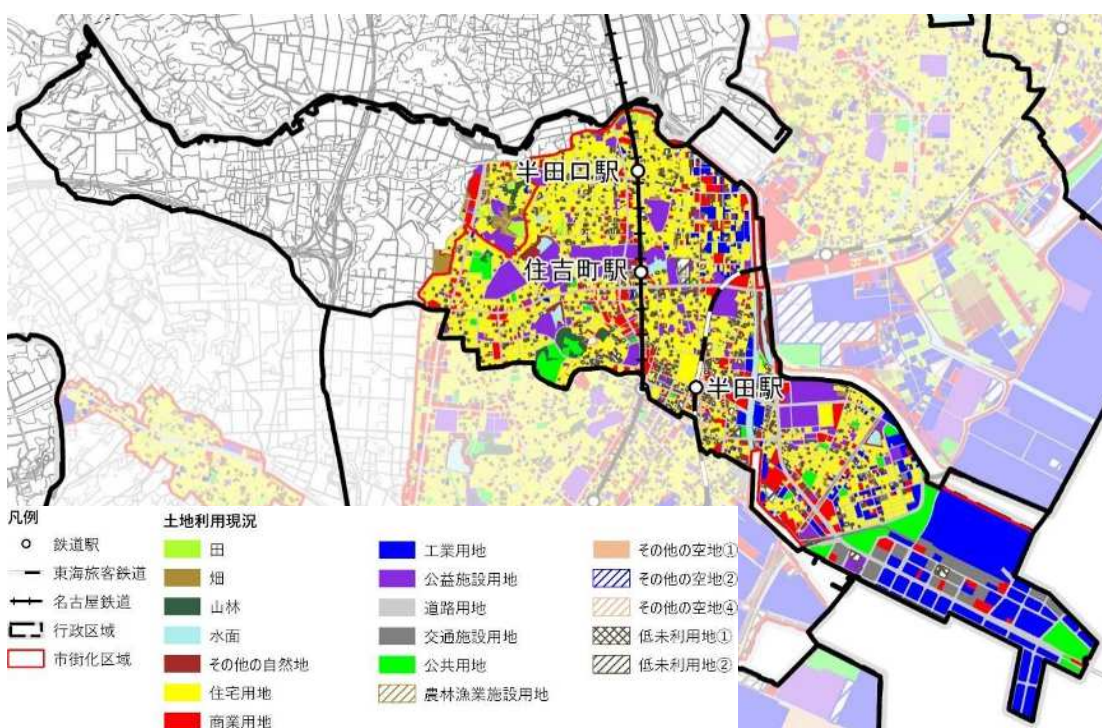 半田口駅
住吉町駅
半田駅
凡例
鉄道駅
東海旅客鉄道
名古屋鉄道
行政区域
市街化区域
土地利用現況
田
畑
山林
水面
その他の自然地
住宅用地
商業用地
工業用地
公益施設用地
道路用地
交通施設用地
公共用地
農林漁業施設用地
その他の空地①
その他の空地②
その他の空地④
低未利用地①
低未利用地②